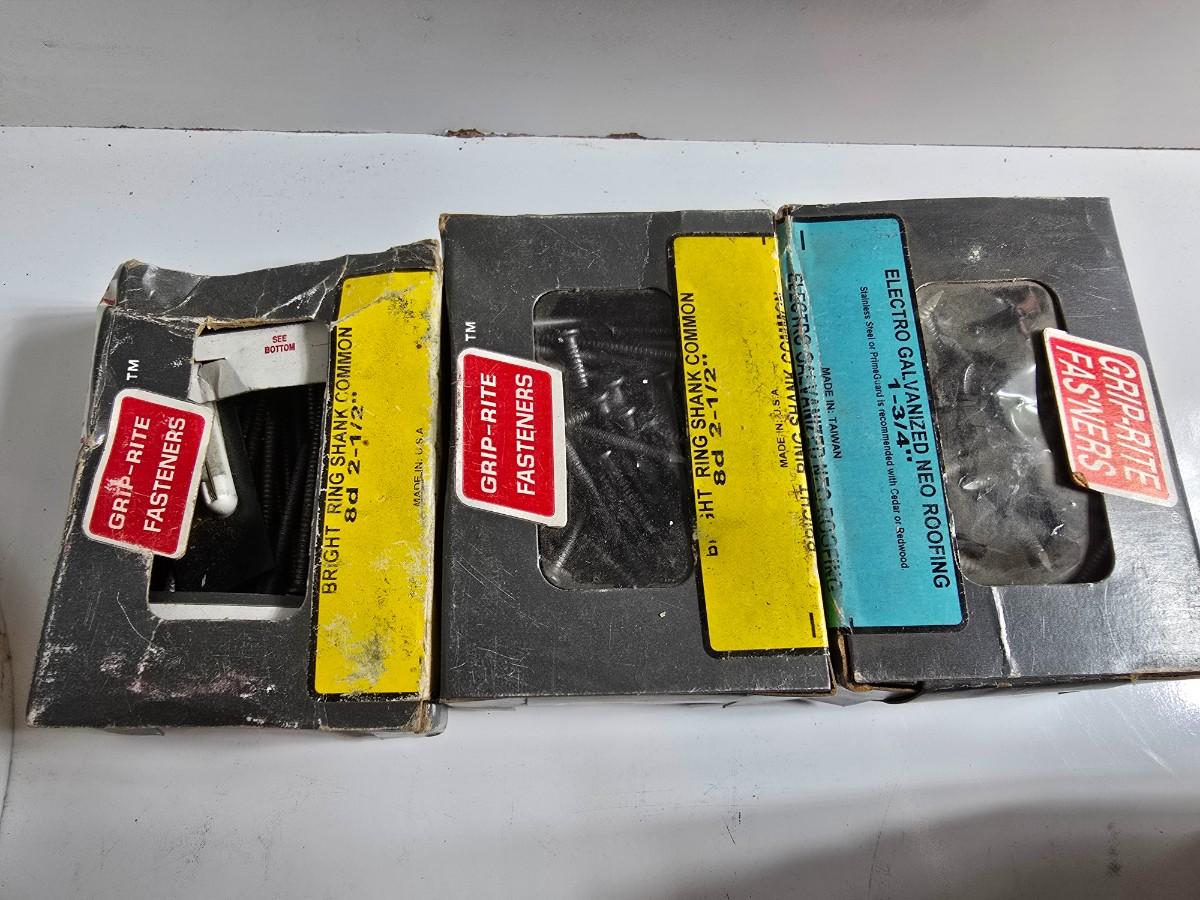 ™
GRIP-RITE
FASTENERS
SEE
BOTTOM
BRIGHT RING SHANK COMMON
8d 2-1/2"
MADE IN U.S.A
™
GRIP-RITE
FASTENERS
RING SHANK COMMON
8d 2-1/2"
MADE IN U.S.A
MADE IN TAIWAN
ELECTRO GALVANIZED NEO ROOFING
1-3/4"
Stainless Steel or PrimeGuard is recommended with Cedar or Redwood.
GRIP-RITE
FASNERS